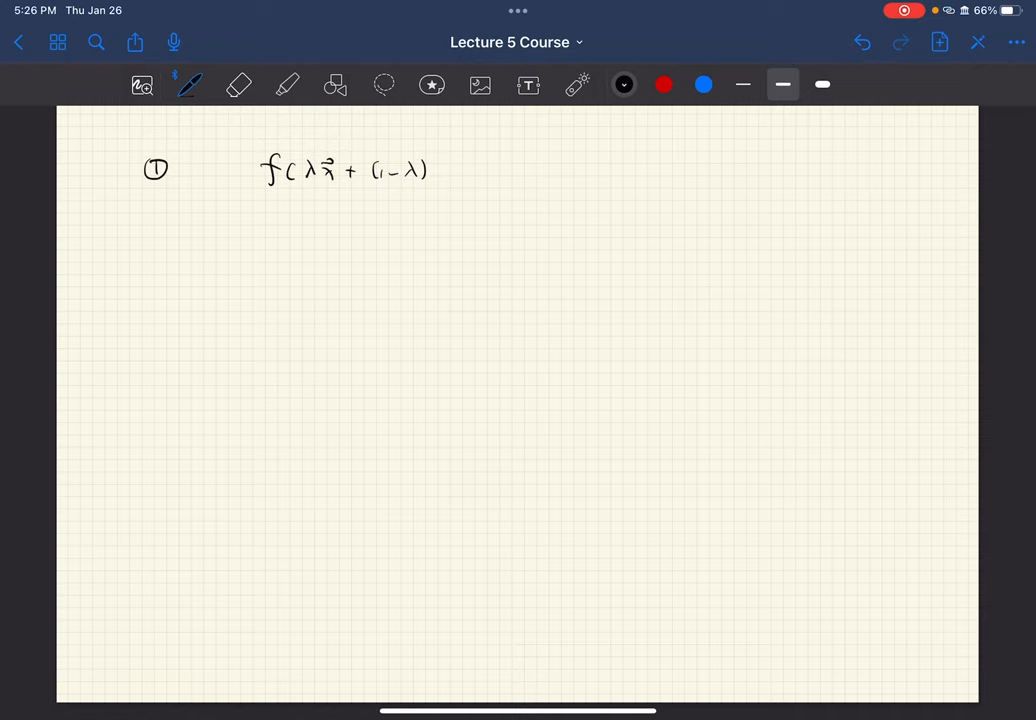 5:26 PM Thu Jan 26
66%
Lecture 5 Course
T
① f( λx⃗ + (1-λ)